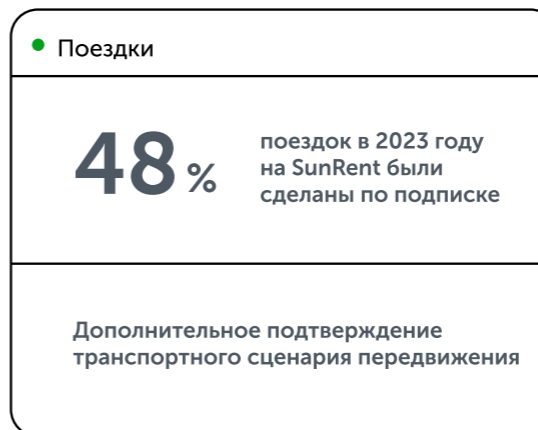 Поездки
48 %
поездок в 2023 году
на SunRent были
сделаны по подписке
Дополнительное подтверждение
транспортного сценария передвижения